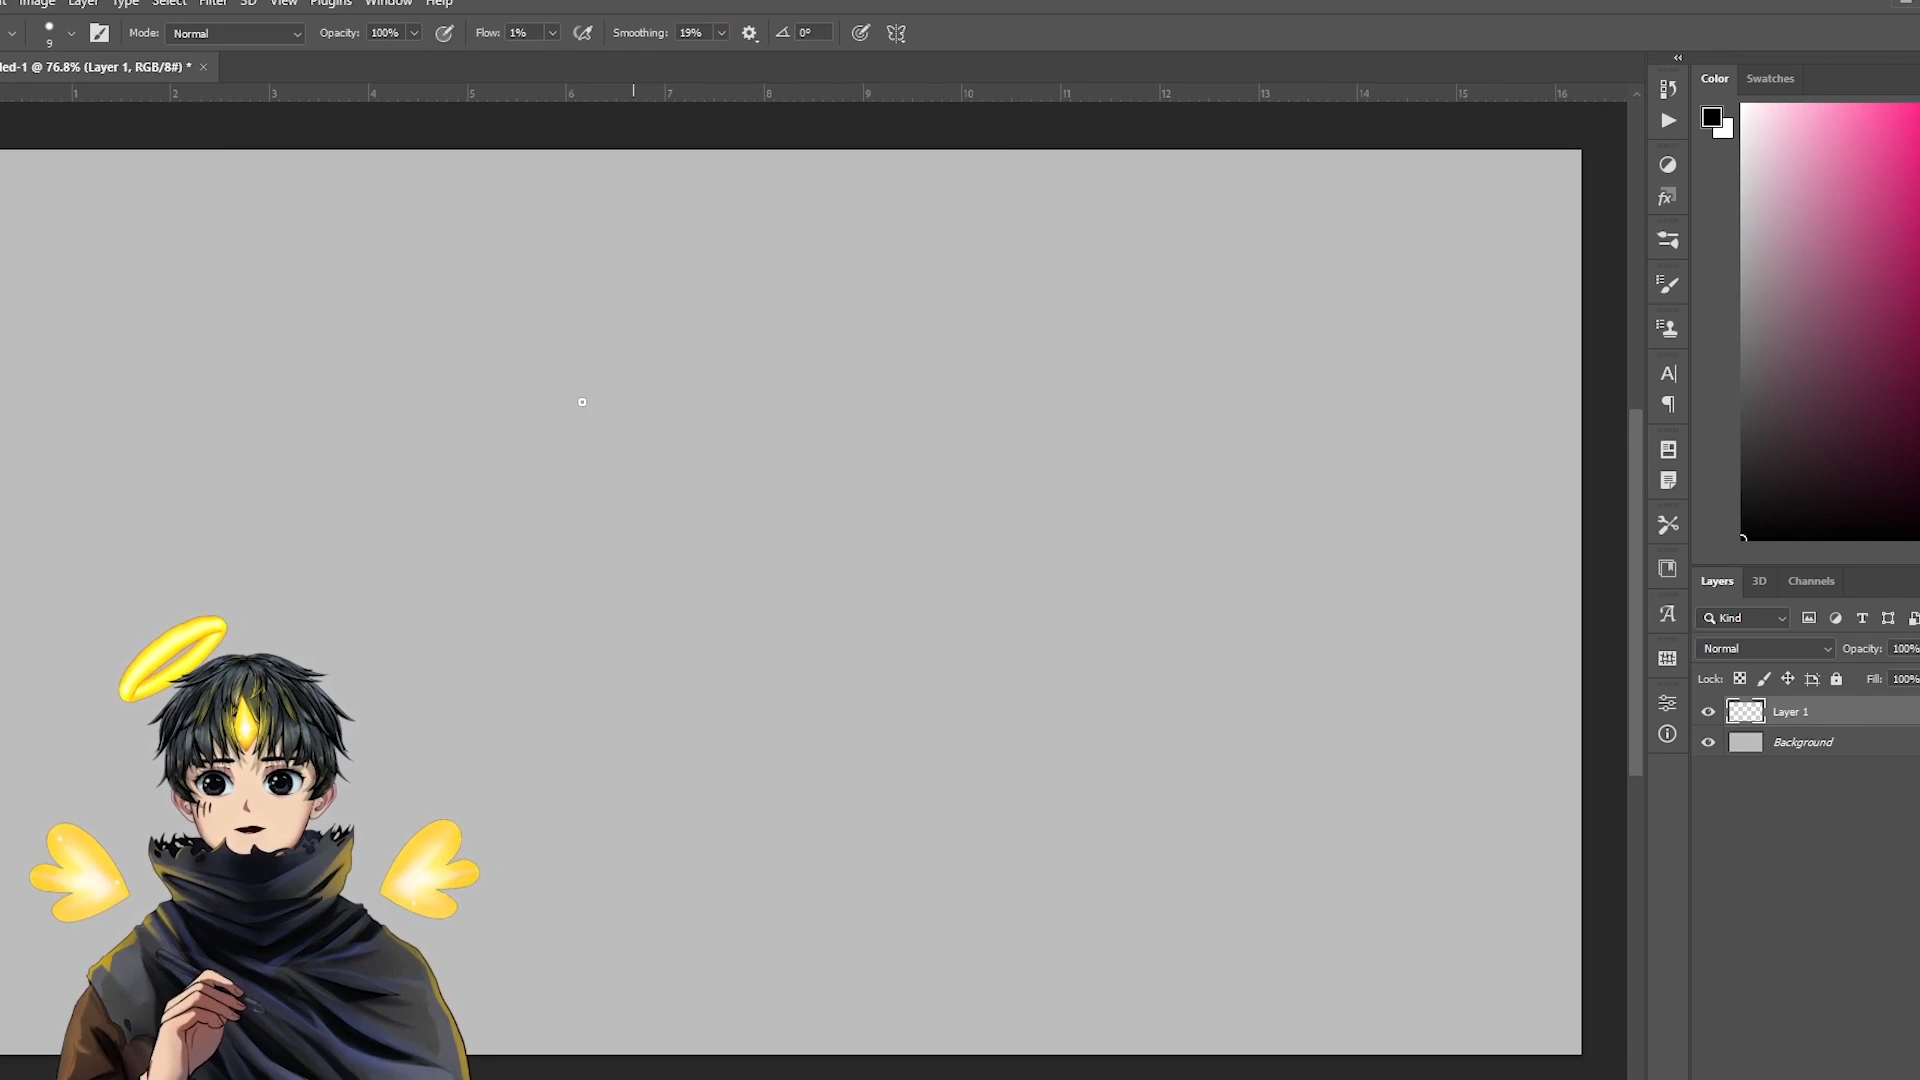 Image Layer Type Select Filter 3D View Plugins Window Help
9 Mode: Normal Opacity: 100% Flow: 1% Smoothing: 19% 0°
led-1 @ 76.8% (Layer 1, RGB/8#) * ×
1 2 3 4 5 6 7 8 9 10 11 12 13 14 15 16
Color Swatches
Layers 3D Channels
Kind
Normal Opacity: 100%
Lock: Fill: 100%
Layer 1
Background